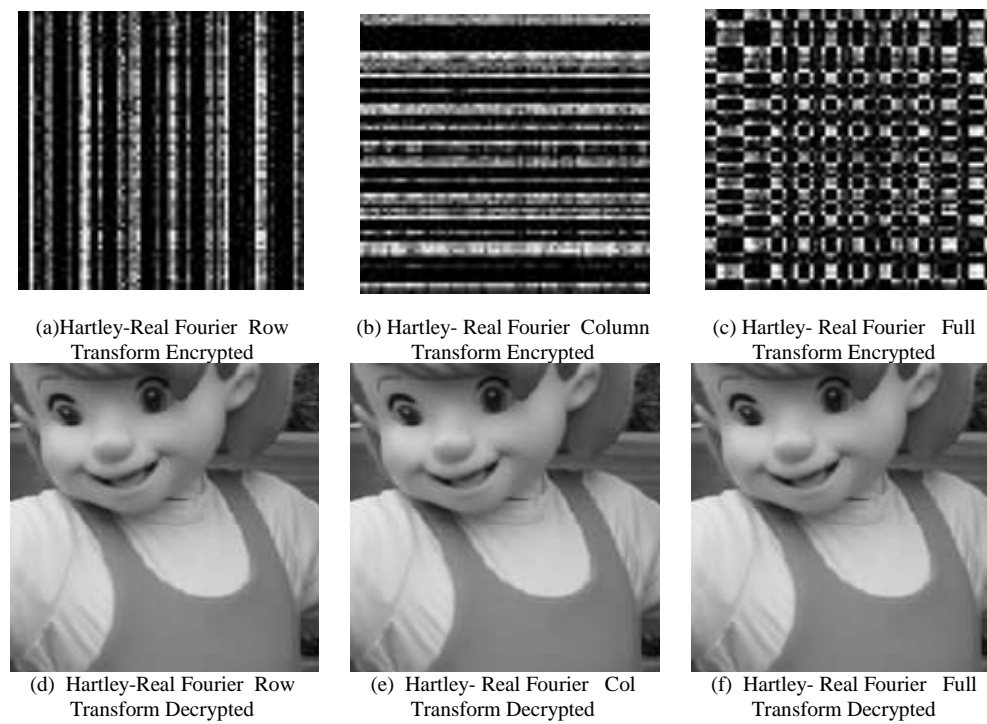 (a)Hartley-Real Fourier Row
Transform Encrypted
(b) Hartley- Real Fourier Column
Transform Encrypted
(c) Hartley- Real Fourier Full
Transform Encrypted
(d) Hartley-Real Fourier Row
Transform Decrypted
(e) Hartley- Real Fourier Col
Transform Decrypted
(f) Hartley- Real Fourier Full
Transform Decrypted